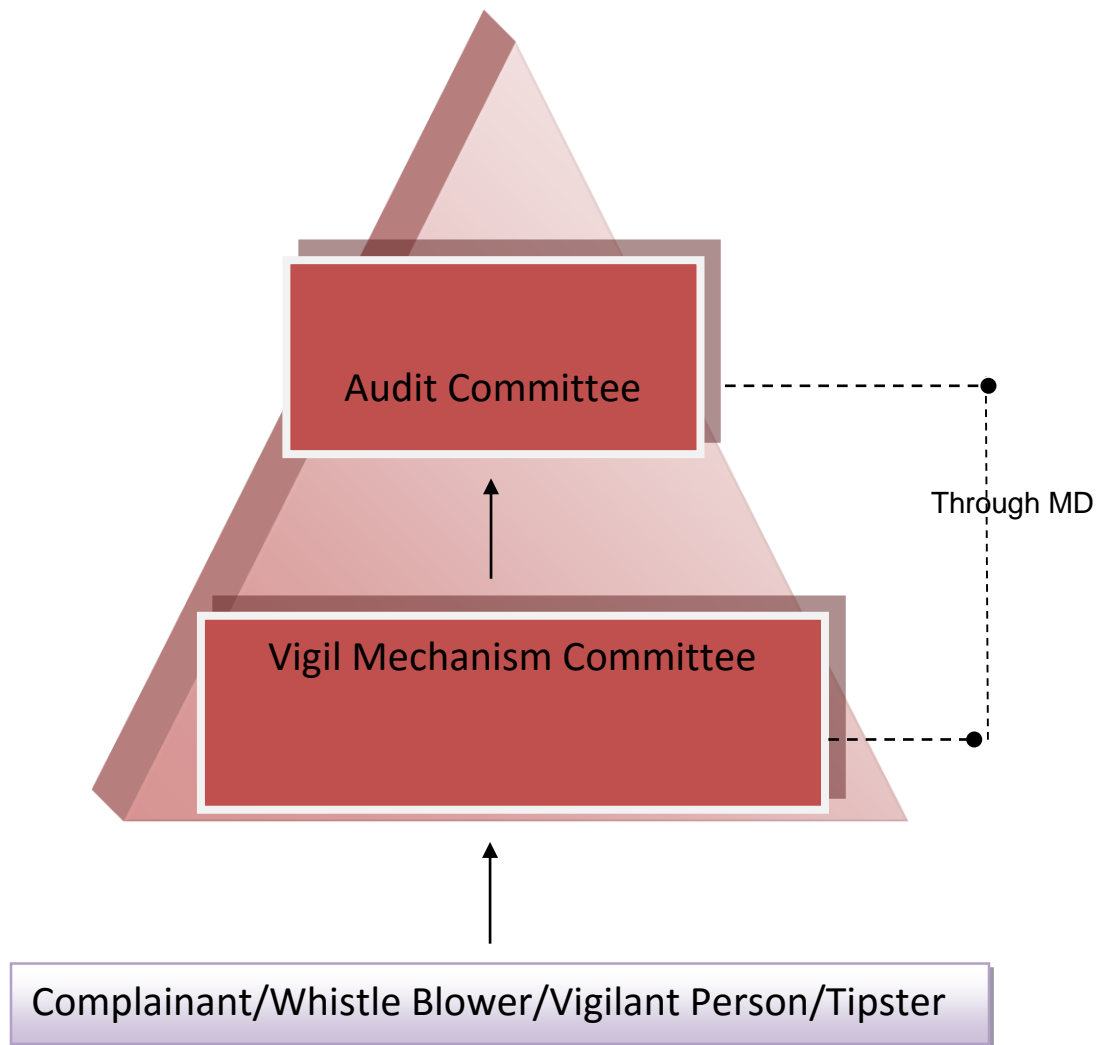 Audit Committee
Through MD
Vigil Mechanism Committee
Complainant/Whistle Blower/Vigilant Person/Tipster